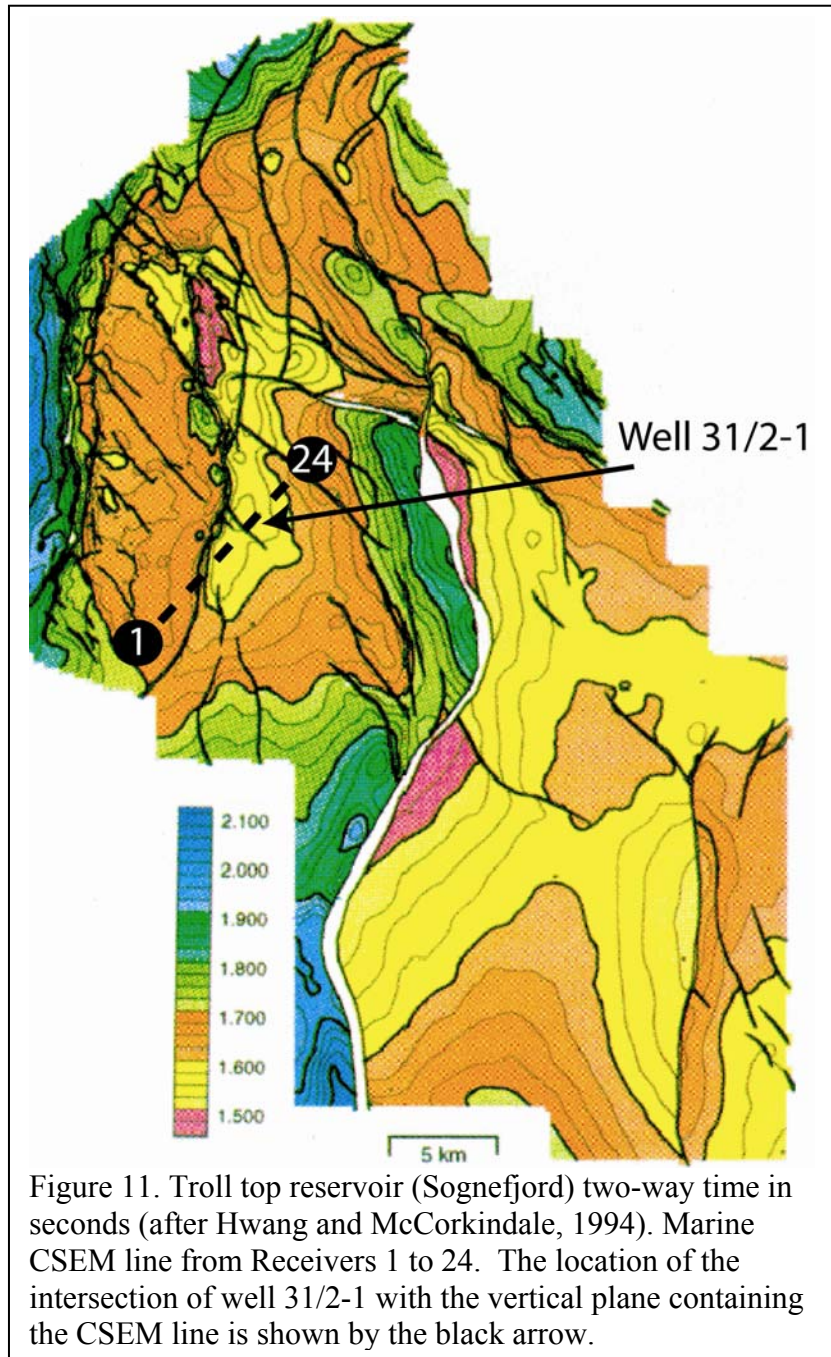 24
Well 31/2-1
1
2.100
2.000
1.900
1.800
1.700
1.600
1.500
5 km
Figure 11. Troll top reservoir (Sognefjord) two-way time in
seconds (after Hwang and McCorkindale, 1994). Marine
CSEM line from Receivers 1 to 24.  The location of the
intersection of well 31/2-1 with the vertical plane containing
the CSEM line is shown by the black arrow.